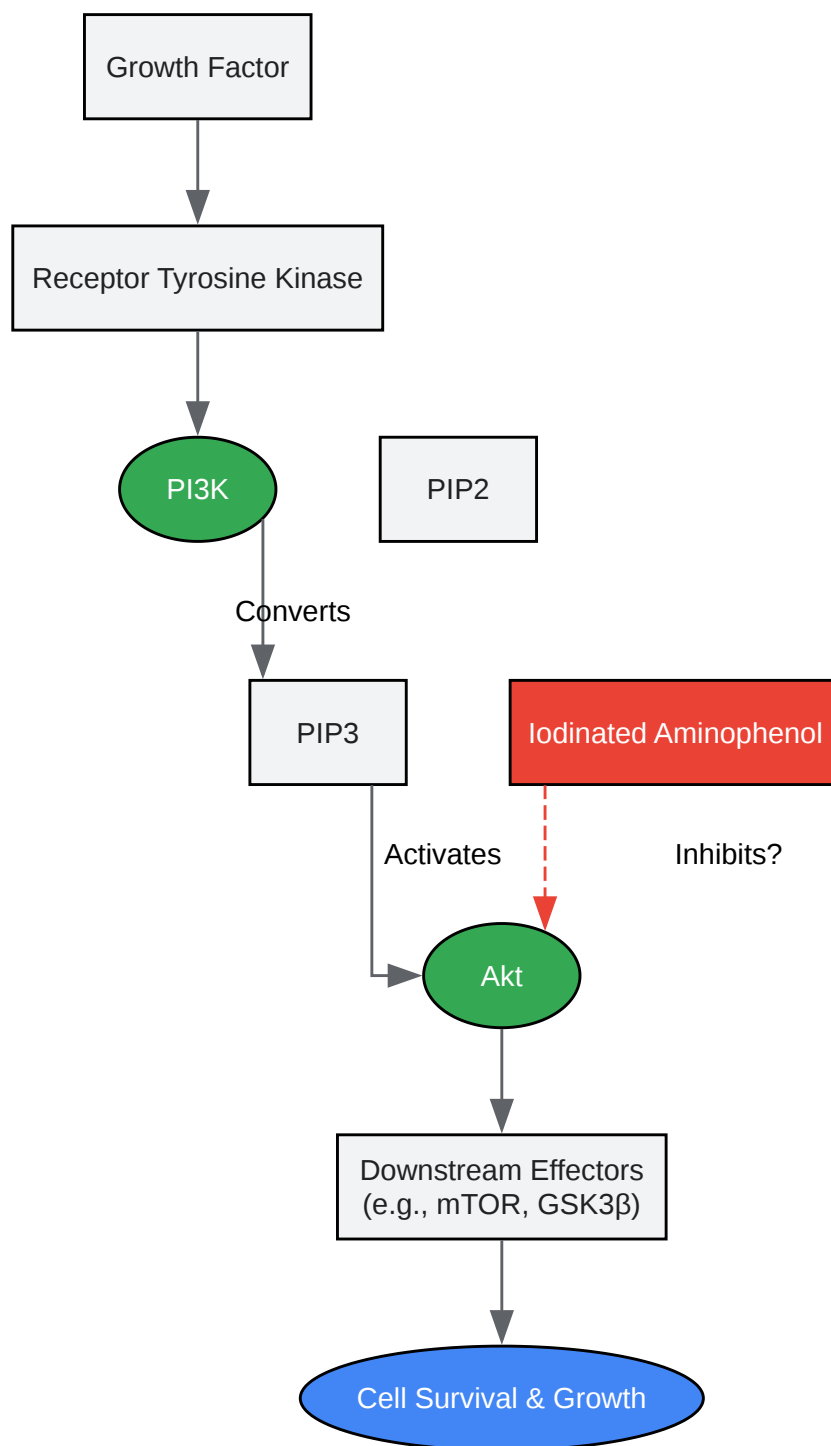 Growth Factor
Receptor Tyrosine Kinase
PI3K
PIP2
Converts
PIP3
Iodinated Aminophenol
Activates
Inhibits?
Akt
Downstream Effectors
(e.g., mTOR, GSK3β)
Cell Survival & Growth